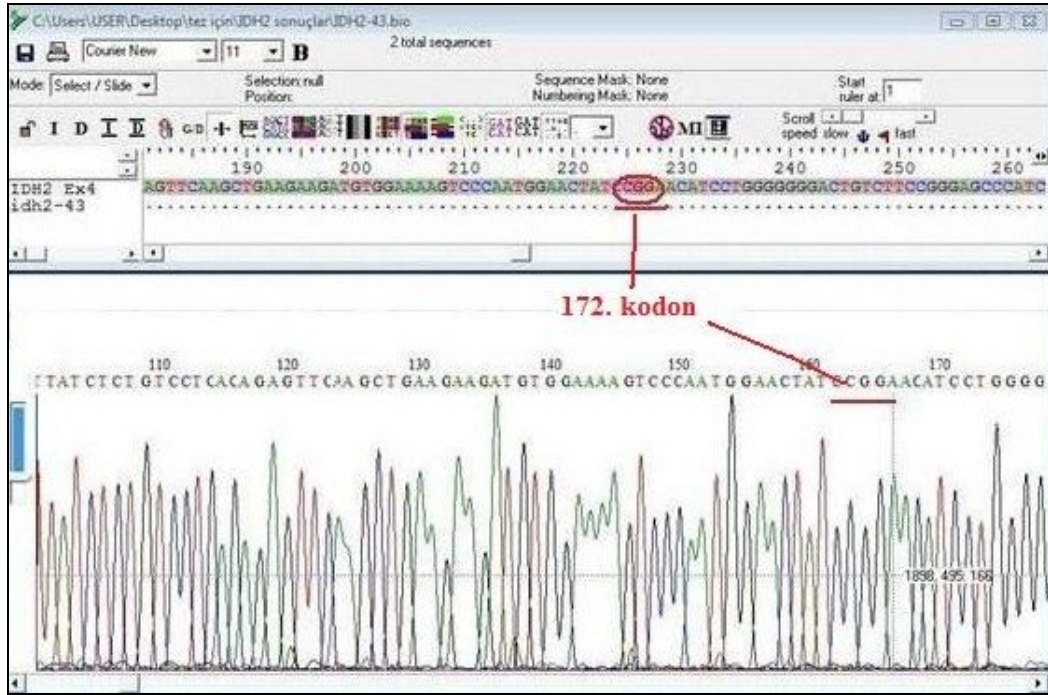 C:\Users\USER\Desktop\tez için\IDH2 sonuçlar\IDH2-43.bio
Courier New 11 B 2 total sequences
Mode: Select / Slide Selection: null Sequence Mask: None Start
Position: Numbering Mask: None ruler at: 1
I D I D G/D MI Scroll
speed slow fast
190 200 210 220 230 240 250 260
IDH2 Ex4 AGTTCAAGCTGAAGAAGATGTGGAAAAGTCCCAATGGAACTATCCGGAACATCCTGGGGGGGACTGTCTTCCGGGAGCCCATC
idh2-43
172. kodon
110 120 130 140 150 160 170
TATCTCTGTCCTCACAGAGTTCAAGCTGAAGAAGATGTGGAAAAGTCCCAATGGAACTATCCGGAACATCCTGGGG
1898, 495, 166